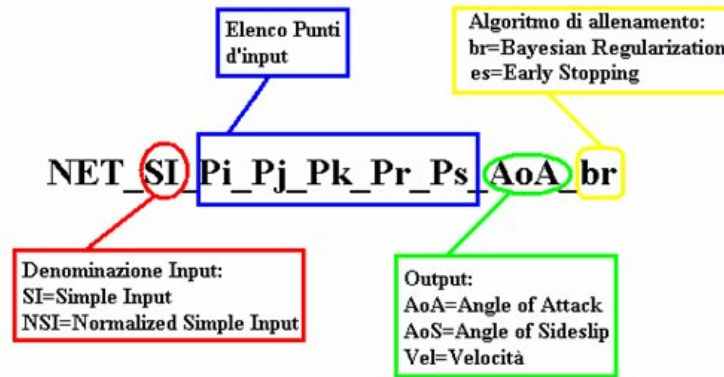 Elenco Punti
d'input
Algoritmo di allenamento:
br=Bayesian Regularization
es=Early Stopping
NET_SI_Pi_Pj_Pk_Pr_Ps_AoA_br
Denominazione Input:
SI=Simple Input
NSI=Normalized Simple Input
Output:
AoA=Angle of Attack
AoS=Angle of Sideslip
Vel=Velocità